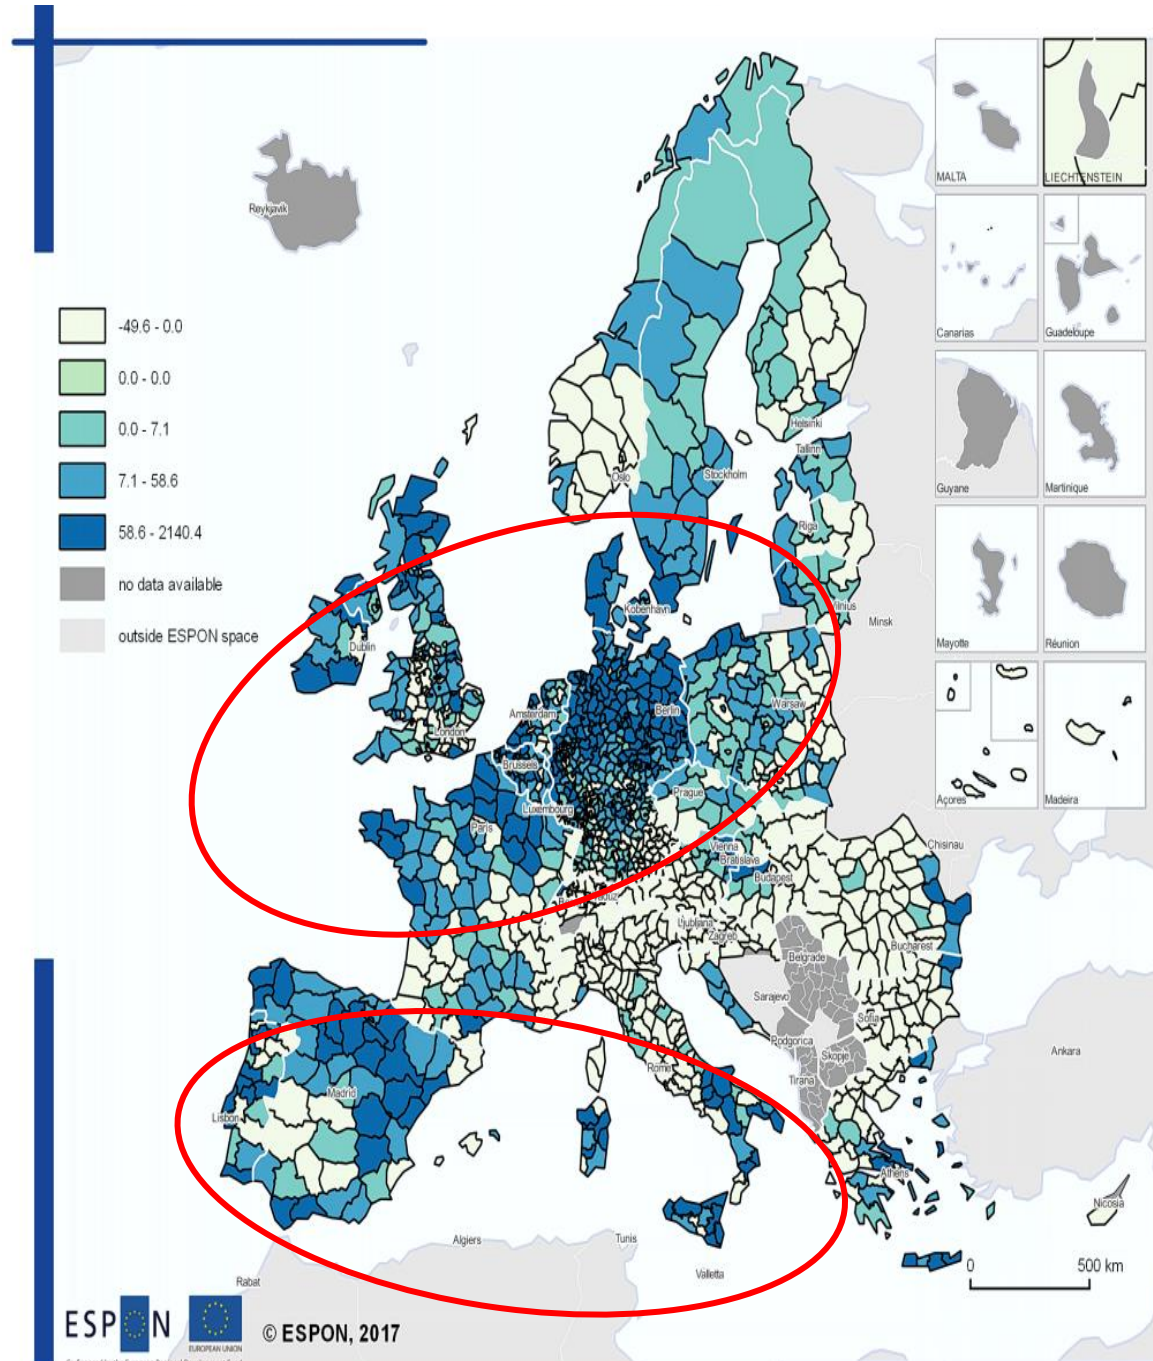 MALTA
LIECHTENSTEIN
Reykjavik
Canarias
Guadeloupe
-49.6 - 0.0
0.0 - 0.0
0.0 - 7.1
7.1 - 58.6
58.6 - 2140.4
no data available
outside ESPON space
Guyane
Martinique
Mayotte
Réunion
Açores
Madeira
Helsinki
Tallinn
Oslo
Stockholm
Riga
Vilnius
Minsk
København
Dublin
Amsterdam
Berlin
Warsaw
London
Brussels
Luxembourg
Prague
Paris
Vienna
Bratislava
Budapest
Chisinau
Ljubljana
Zagreb
Bucharest
Belgrade
Sarajevo
Sofia
Podgorica
Skopje
Ankara
Rome
Tirana
Madrid
Lisbon
Athens
Nicosia
Algiers
Tunis
Valletta
Rabat
0
500 km
ESPON
EUROPEAN UNION
© ESPON, 2017